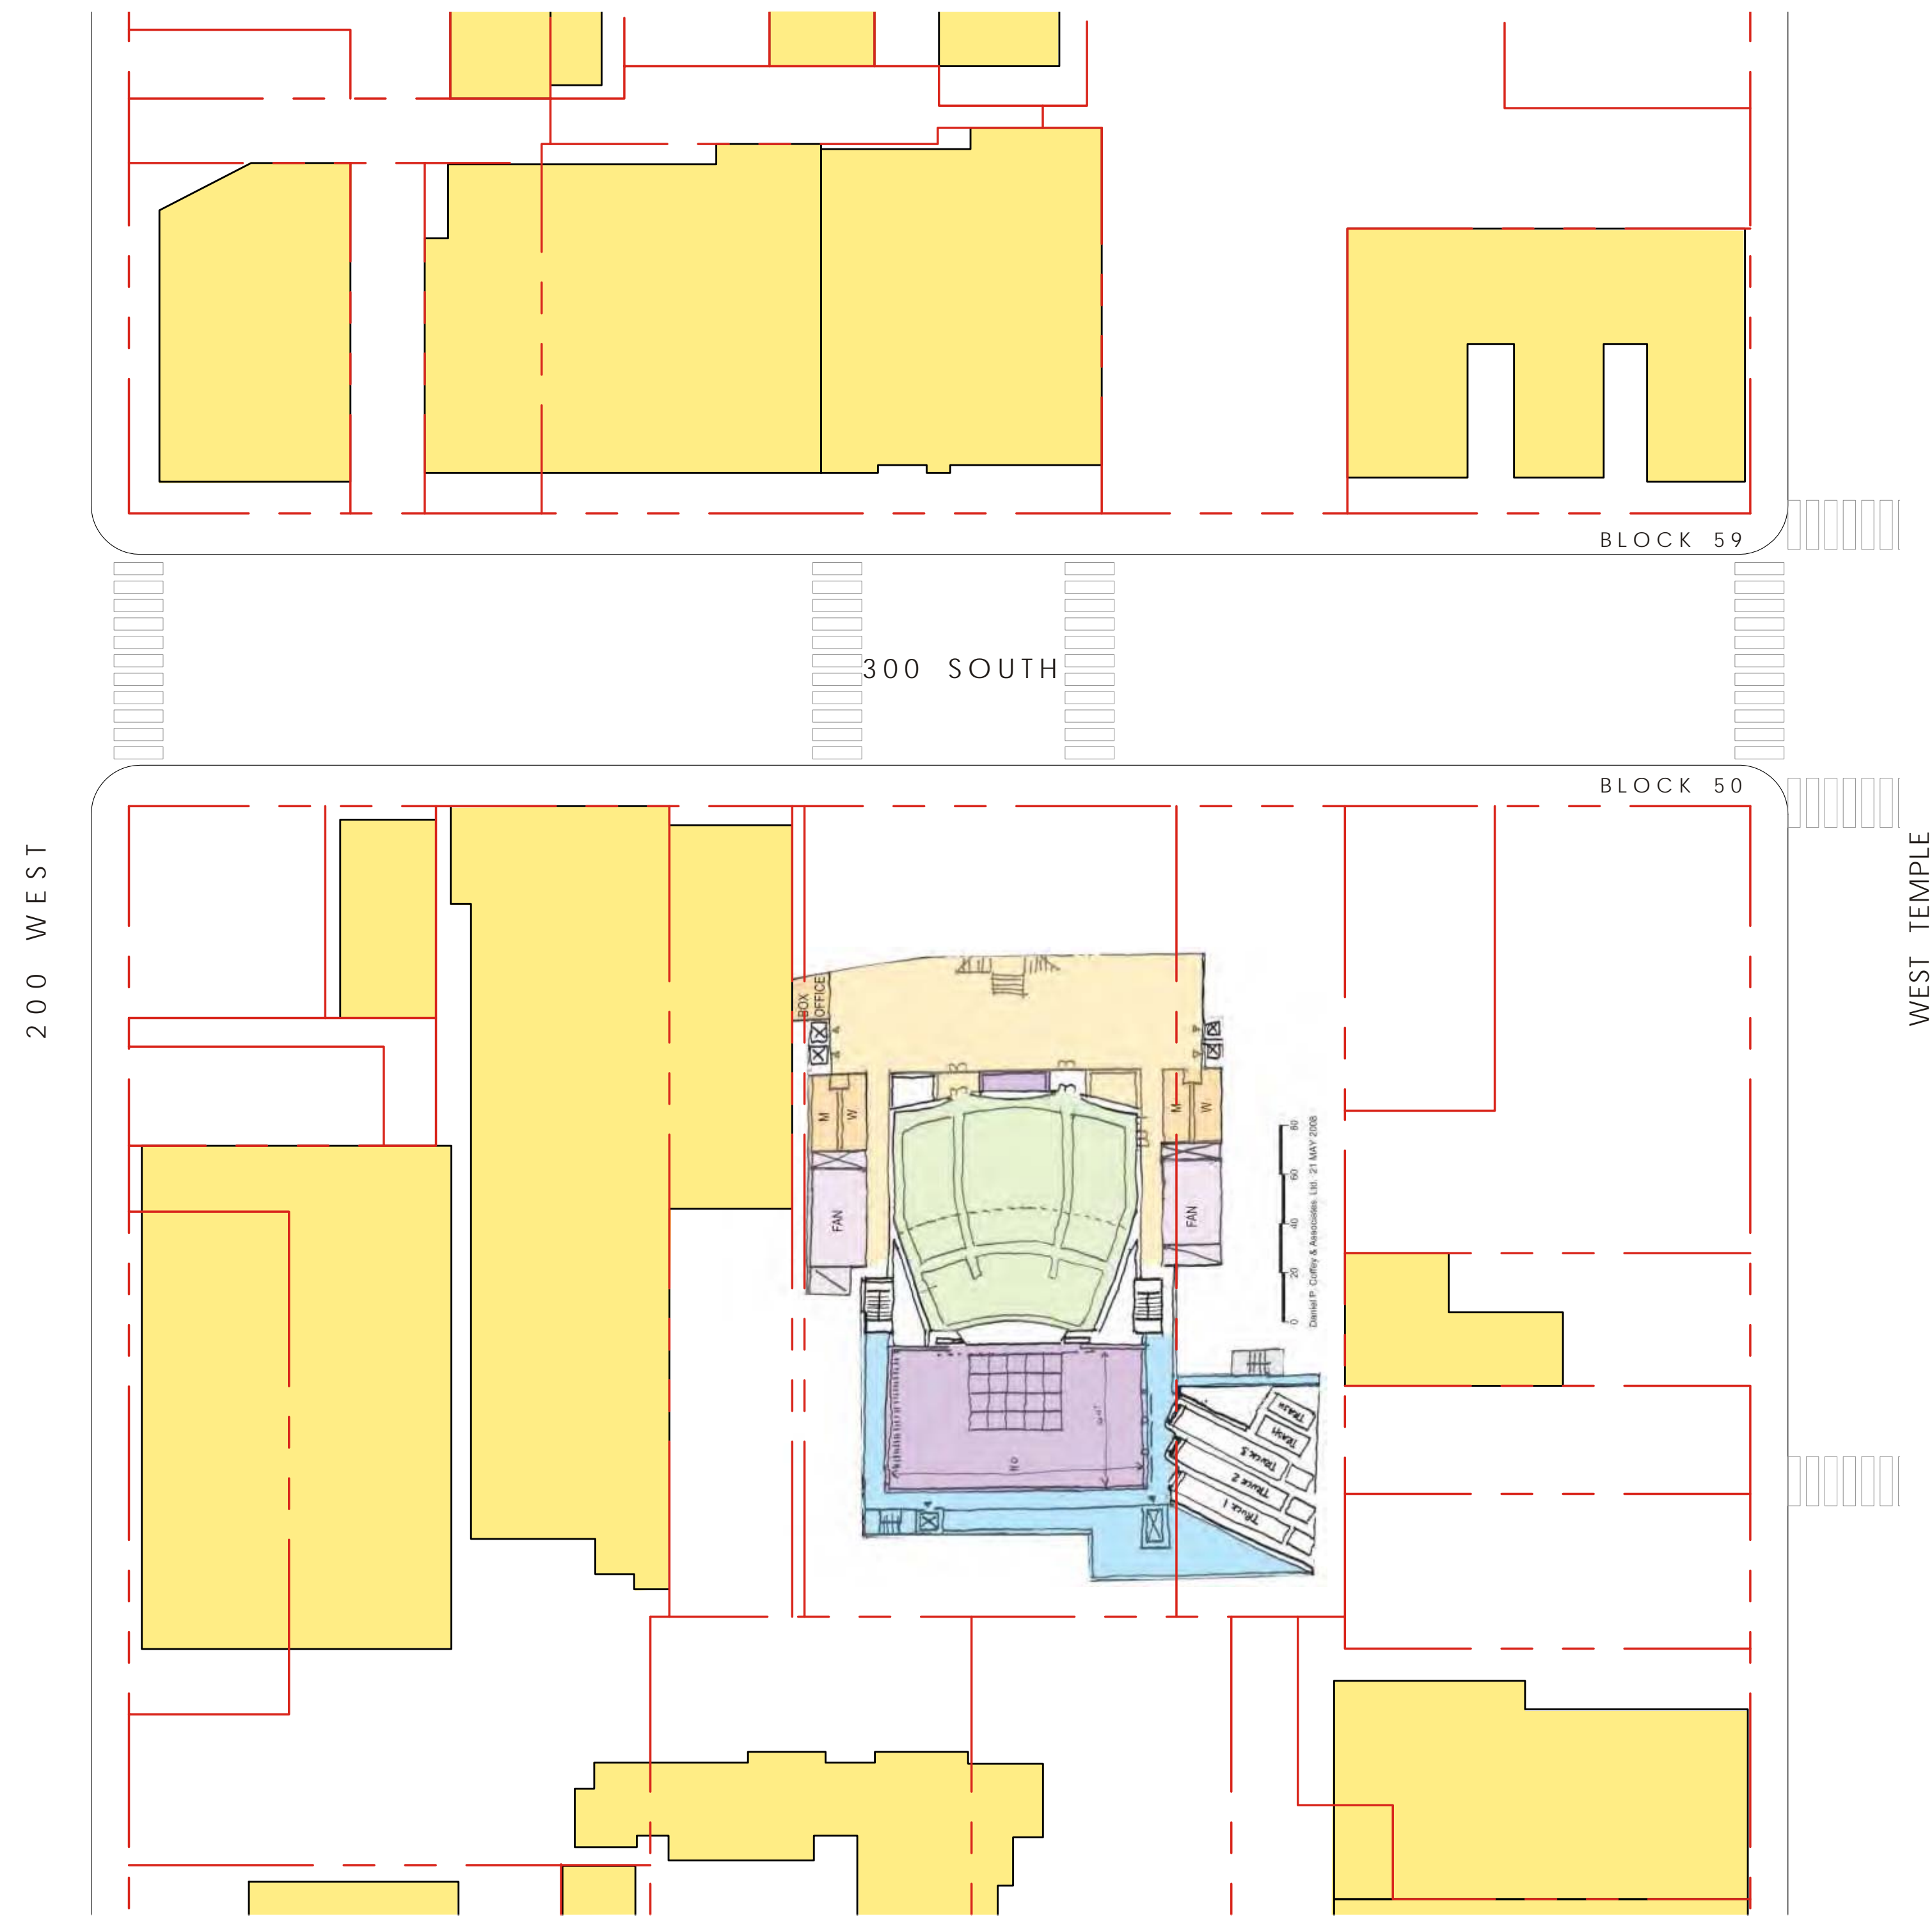 BLOCK 59
300 SOUTH
BLOCK 50
200 WEST
WEST TEMPLE
BOX
OFFICE
M
W
M
W
FAN
FAN
0 20 40 60 80
Daniel P. Coffey & Associates. Ltd. 21 MAY 2008
TRASH
TRASH
TRUCK 3
TRUCK 2
TRUCK 1